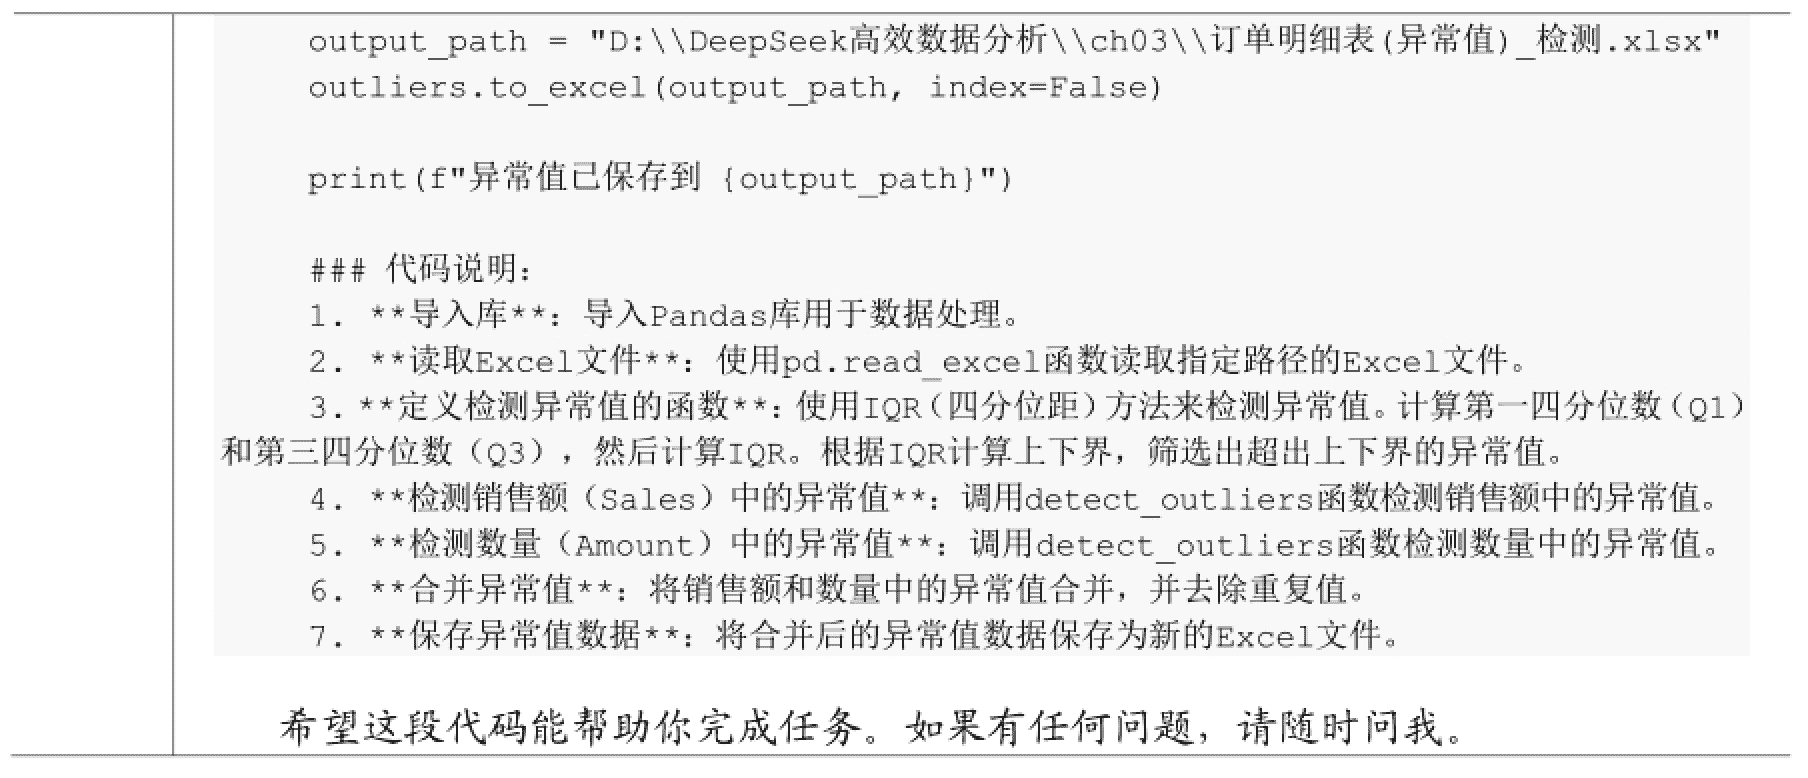 output_path = "D:\\DeepSeek高效数据分析\\ch03\\订单明细表(异常值)_检测.xlsx"
outliers.to_excel(output_path, index=False)
print(f"异常值已保存到 {output_path}")
### 代码说明：
1. **导入库**：导入Pandas库用于数据处理。
2. **读取Excel文件**：使用pd.read_excel函数读取指定路径的Excel文件。
3. **定义检测异常值的函数**：使用IQR（四分位距）方法来检测异常值。计算第一四分位数（Q1）
和第三四分位数（Q3），然后计算IQR。根据IQR计算上下界，筛选出超出上下界的异常值。
4. **检测销售额（Sales）中的异常值**：调用detect_outliers函数检测销售额中的异常值。
5. **检测数量（Amount）中的异常值**：调用detect_outliers函数检测数量中的异常值。
6. **合并异常值**：将销售额和数量中的异常值合并，并去除重复值。
7. **保存异常值数据**：将合并后的异常值数据保存为新的Excel文件。
希望这段代码能帮助你完成任务。如果有任何问题，请随时问我。